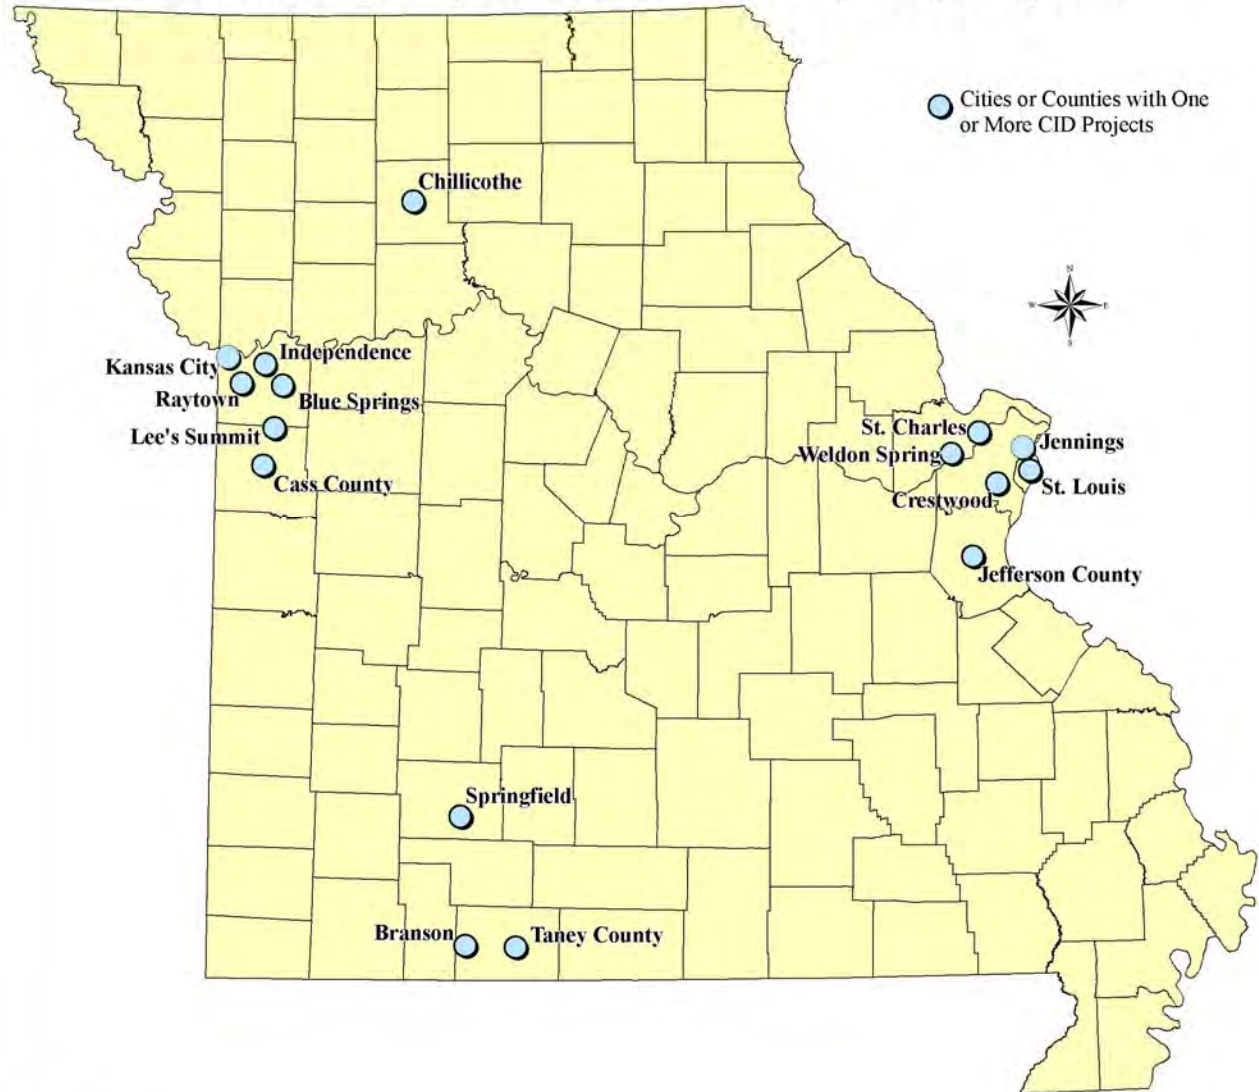 Cities or Counties with One
or More CID Projects
Chillicothe
N
W
E
S
Independence
Kansas City
Raytown
Blue Springs
Lee's Summit
Cass County
St. Charles
Jennings
Weldon Spring
St. Louis
Crestwood
Jefferson County
Springfield
Branson
Taney County